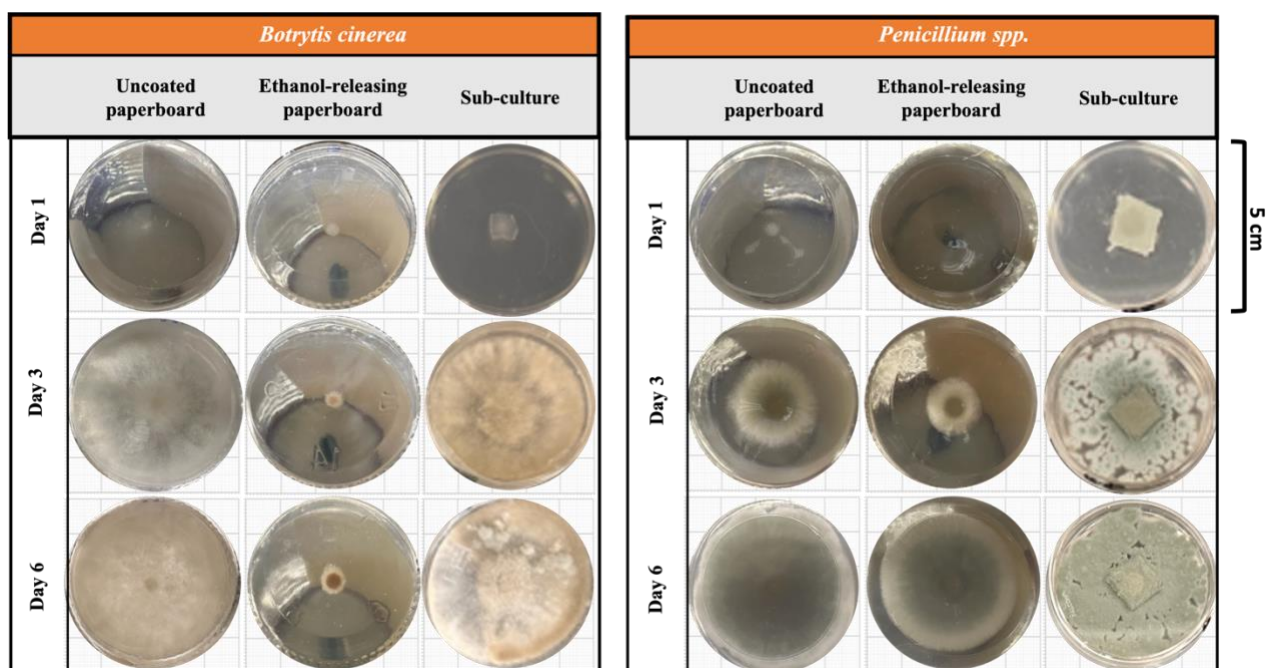 Botrytis cinerea
Uncoated
paperboard
Ethanol-releasing
paperboard
Sub-culture
Day 1
Day 3
Day 6
Penicillium spp.
Uncoated
paperboard
Ethanol-releasing
paperboard
Sub-culture
Day 1
Day 3
Day 6
5 cm